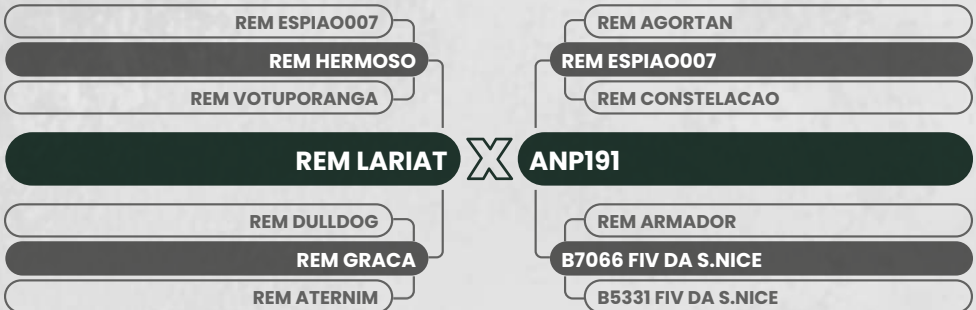 REM ESPIAO007
REM HERMOSO
REM VOTUPORANGA
REM LARIAT
REM DULLDOG
REM GRACA
REM ATERNIM
X
REM AGORTAN
REM ESPIAO007
REM CONSTELACAO
ANP191
REM ARMADOR
B7066 FIV DA S.NICE
B5331 FIV DA S.NICE